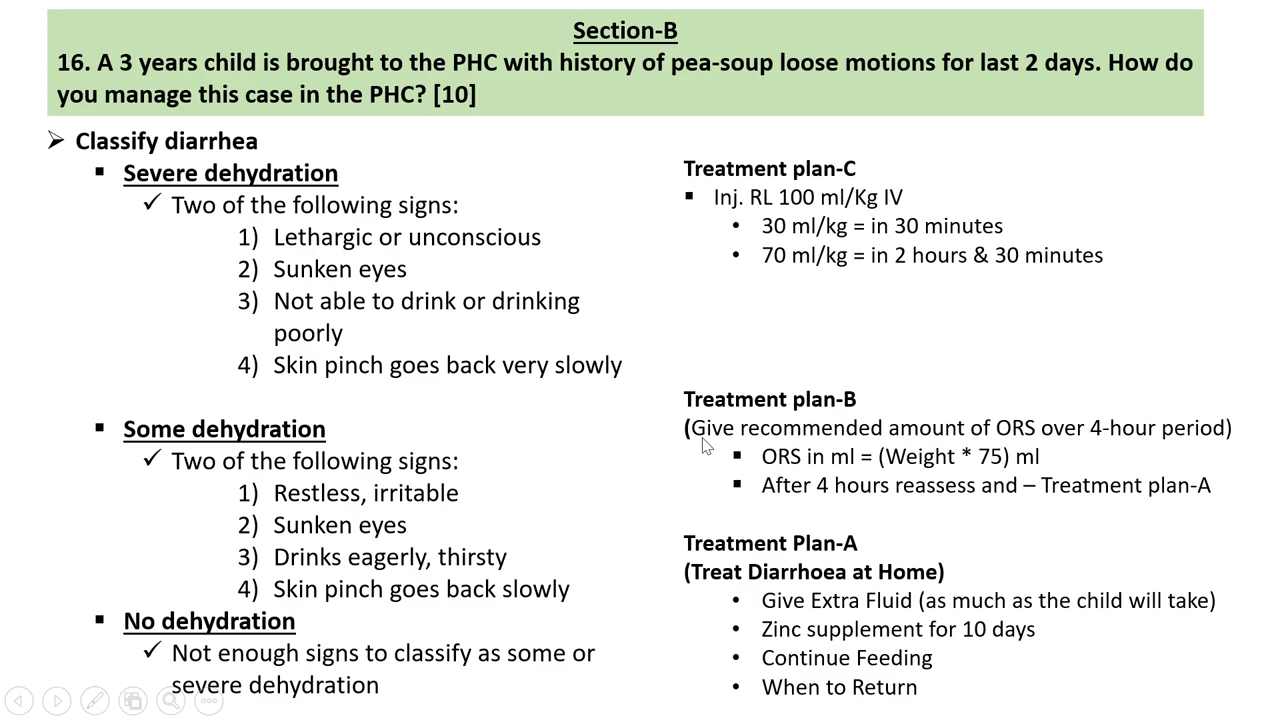 Section-B
16. A 3 years child is brought to the PHC with history of pea-soup loose motions for last 2 days. How do
you manage this case in the PHC? [10]
➢ Classify diarrhea
▪ Severe dehydration
✓ Two of the following signs:
1) Lethargic or unconscious
2) Sunken eyes
3) Not able to drink or drinking
poorly
4) Skin pinch goes back very slowly
▪ Some dehydration
✓ Two of the following signs:
1) Restless, irritable
2) Sunken eyes
3) Drinks eagerly, thirsty
4) Skin pinch goes back slowly
▪ No dehydration
✓ Not enough signs to classify as some or
severe dehydration
Treatment plan-C
▪ Inj. RL 100 ml/Kg IV
• 30 ml/kg = in 30 minutes
• 70 ml/kg = in 2 hours & 30 minutes
Treatment plan-B
(Give recommended amount of ORS over 4-hour period)
▪ ORS in ml = (Weight * 75) ml
▪ After 4 hours reassess and – Treatment plan-A
Treatment Plan-A
(Treat Diarrhoea at Home)
• Give Extra Fluid (as much as the child will take)
• Zinc supplement for 10 days
• Continue Feeding
• When to Return